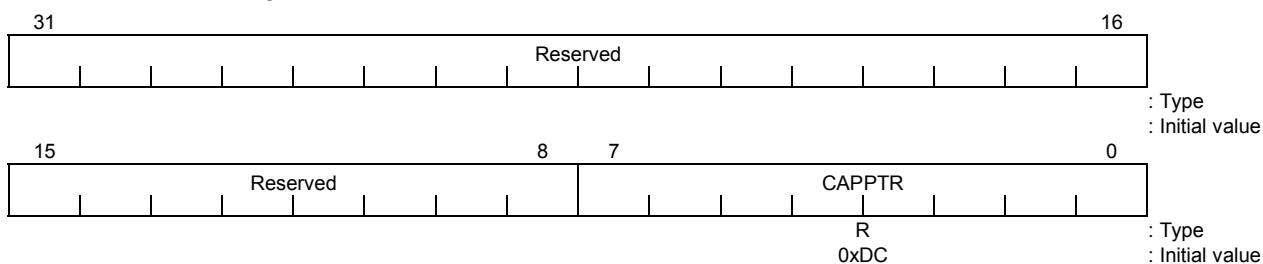 31 16
Reserved
: Type
: Initial value
15 8 7 0
Reserved CAPPTR
R : Type
0xDC : Initial value